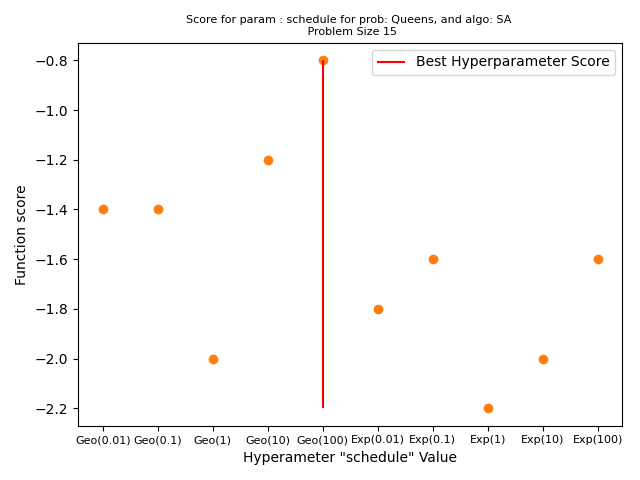 Score for param : schedule for prob: Queens, and algo: SA
Problem Size 15
Best Hyperparameter Score
Function score
−0.8
−1.0
−1.2
−1.4
−1.6
−1.8
−2.0
−2.2
Geo(0.01) Geo(0.1) Geo(1) Geo(10) Geo(100) Exp(0.01) Exp(0.1) Exp(1) Exp(10) Exp(100)
Hyperameter "schedule" Value